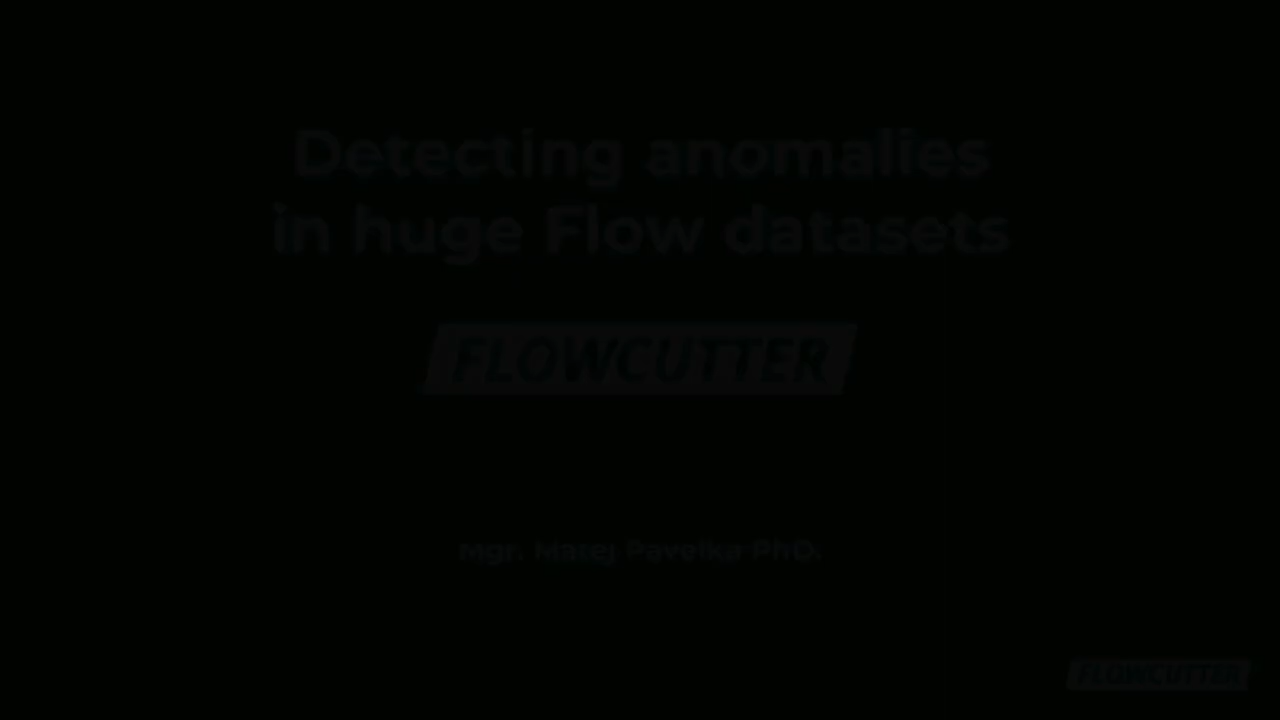 Detecting anomalies
in huge Flow datasets
FLOWCUTTER
Mgr. Matej Pavelka PhD.
FLOWCUTTER